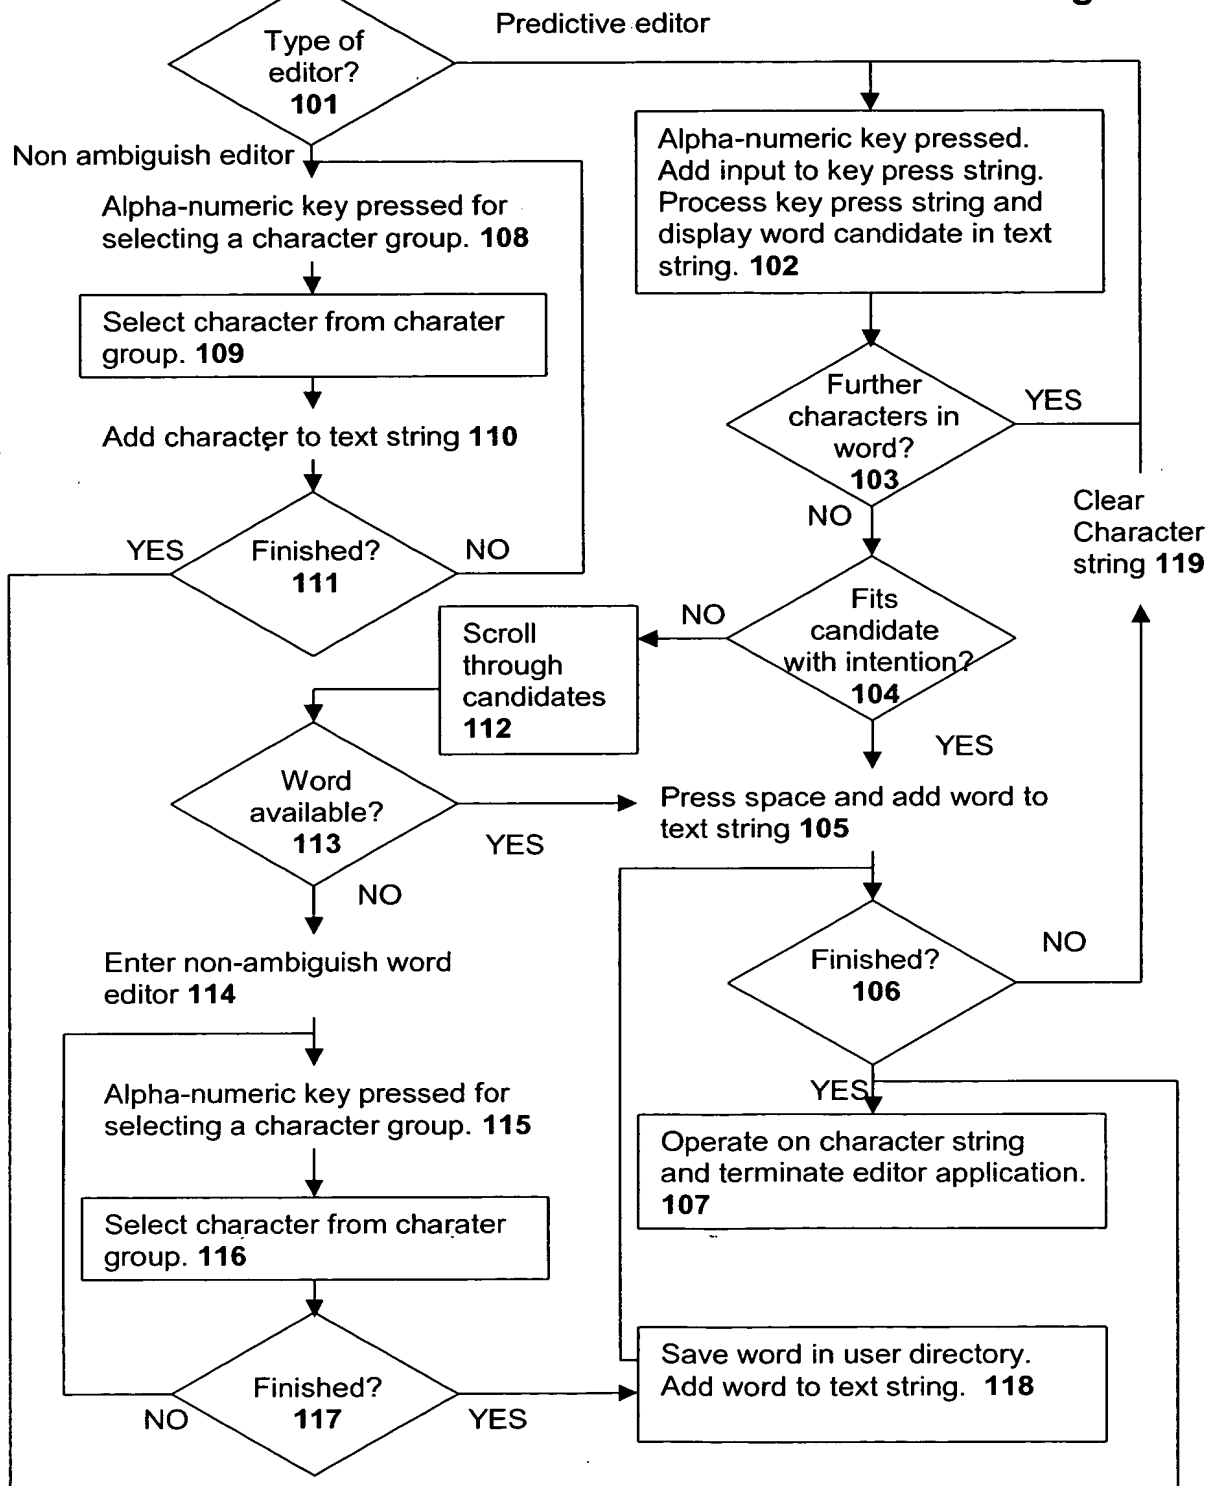 g
Predictive editor
Type of
editor?
101
Non ambiguish editor
Alpha-numeric key pressed for
selecting a character group. 108
Select character from charater
group. 109
Add character to text string 110
YES
Finished?
111
NO
Alpha-numeric key pressed.
Add input to key press string.
Process key press string and
display word candidate in text
string. 102
Further
characters in
word?
103
YES
NO
Clear
Character
string 119
Fits
candidate
with intention?
104
NO
YES
Scroll
through
candidates
112
Word
available?
113
YES
NO
Press space and add word to
text string 105
Finished?
106
NO
YES
Enter non-ambiguish word
editor 114
Alpha-numeric key pressed for
selecting a character group. 115
Select character from charater
group. 116
Finished?
117
NO
YES
Operate on character string
and terminate editor application.
107
Save word in user directory.
Add word to text string. 118